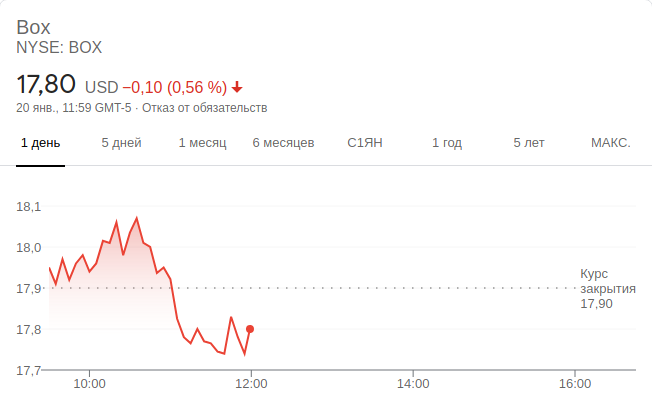 Box
NYSE: BOX
17,80 USD −0,10 (0,56 %)
20 янв., 11:59 GMT-5 · Отказ от обязательств
1 день 5 дней 1 месяц 6 месяцев С1ЯН 1 год 5 лет МАКС.
18,1
18,0
17,9
17,8
17,7
Курс
закрытия
17,90
10:00 12:00 14:00 16:00